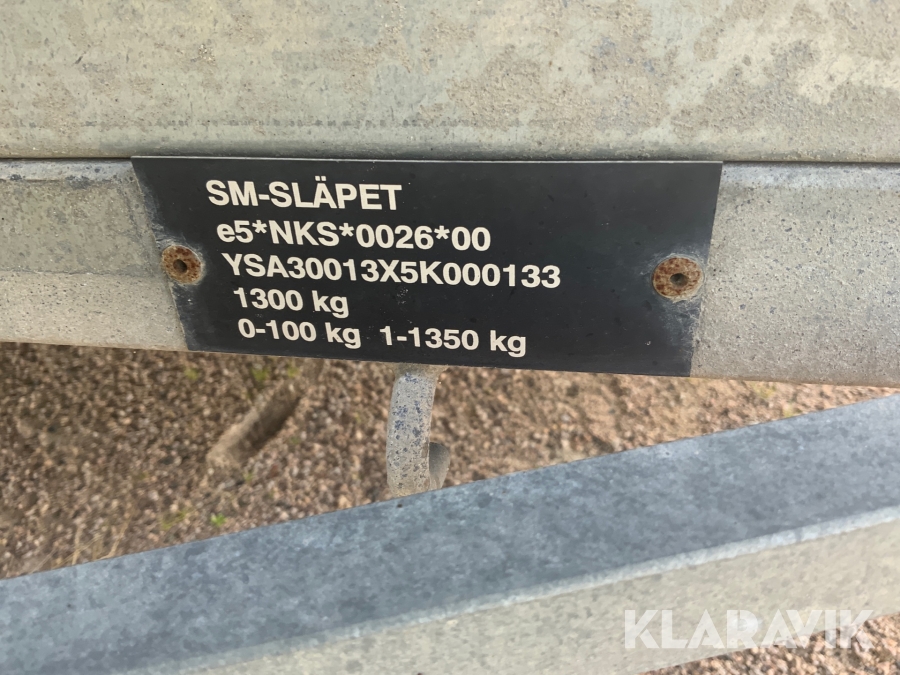 SM-SLÄPET
e5*NKS*0026*00
YSA30013X5K000133
1300 kg
0-100 kg 1-1350 kg
KLARAVIK